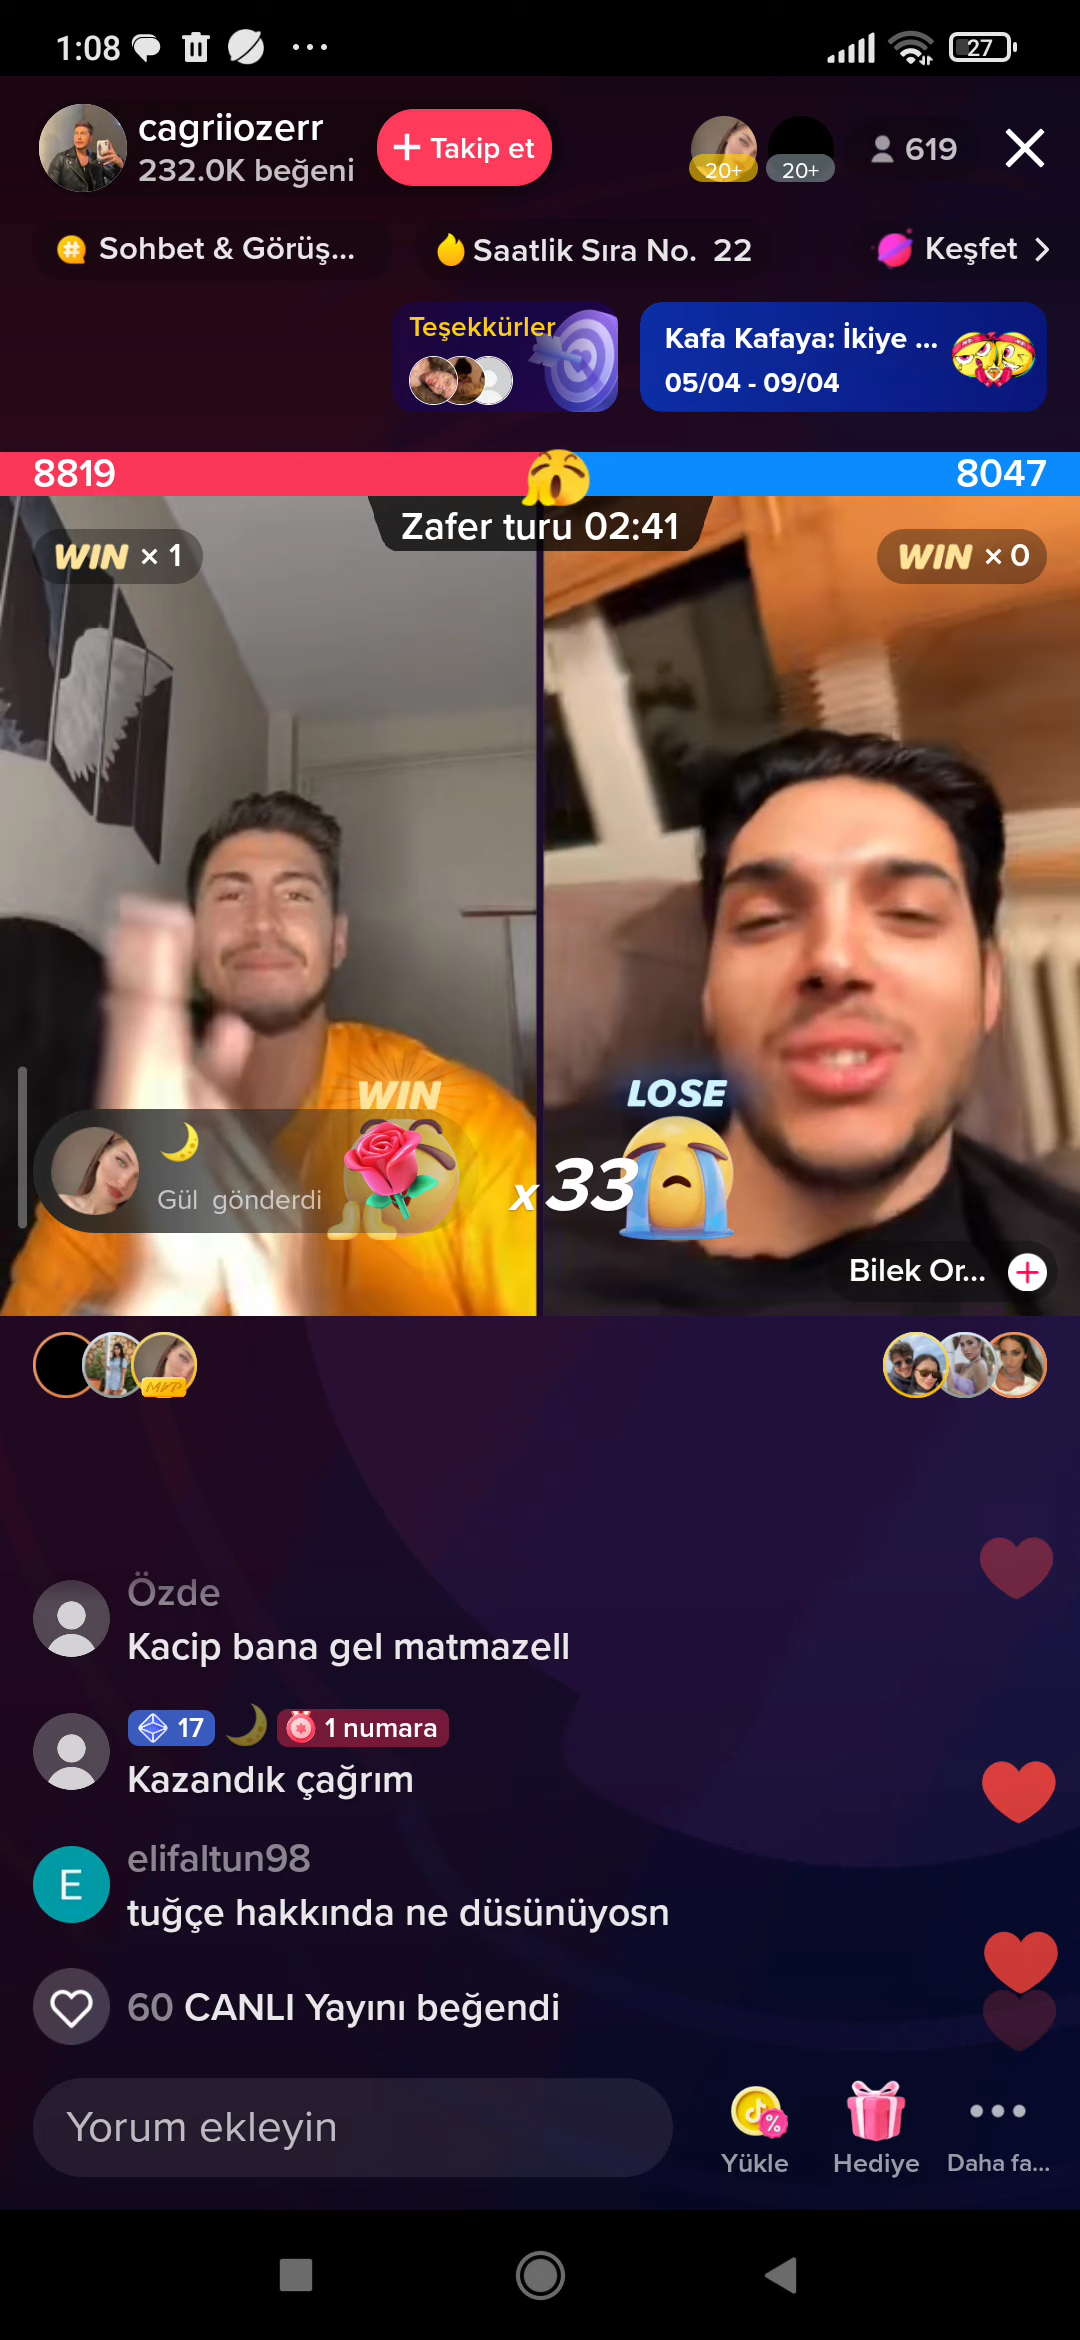 1:08
27
cagriiozerr
232.0K beğeni
+ Takip et
20+
20+
619
Sohbet & Görüş...
Saatlik Sıra No. 22
Keşfet >
Teşekkürler
Kafa Kafaya: İkiye ...
05/04 - 09/04
8819
8047
Zafer turu 02:41
WIN × 1
WIN × 0
WIN
LOSE
Gül gönderdi
x 33
Bilek Or...
MVP
Özde
Kacip bana gel matmazell
17
1 numara
Kazandık çağrım
E
elifaltun98
tuğçe hakkında ne düsünüyosn
60 CANLI Yayını beğendi
Yorum ekleyin
Yükle
Hediye
Daha fa...